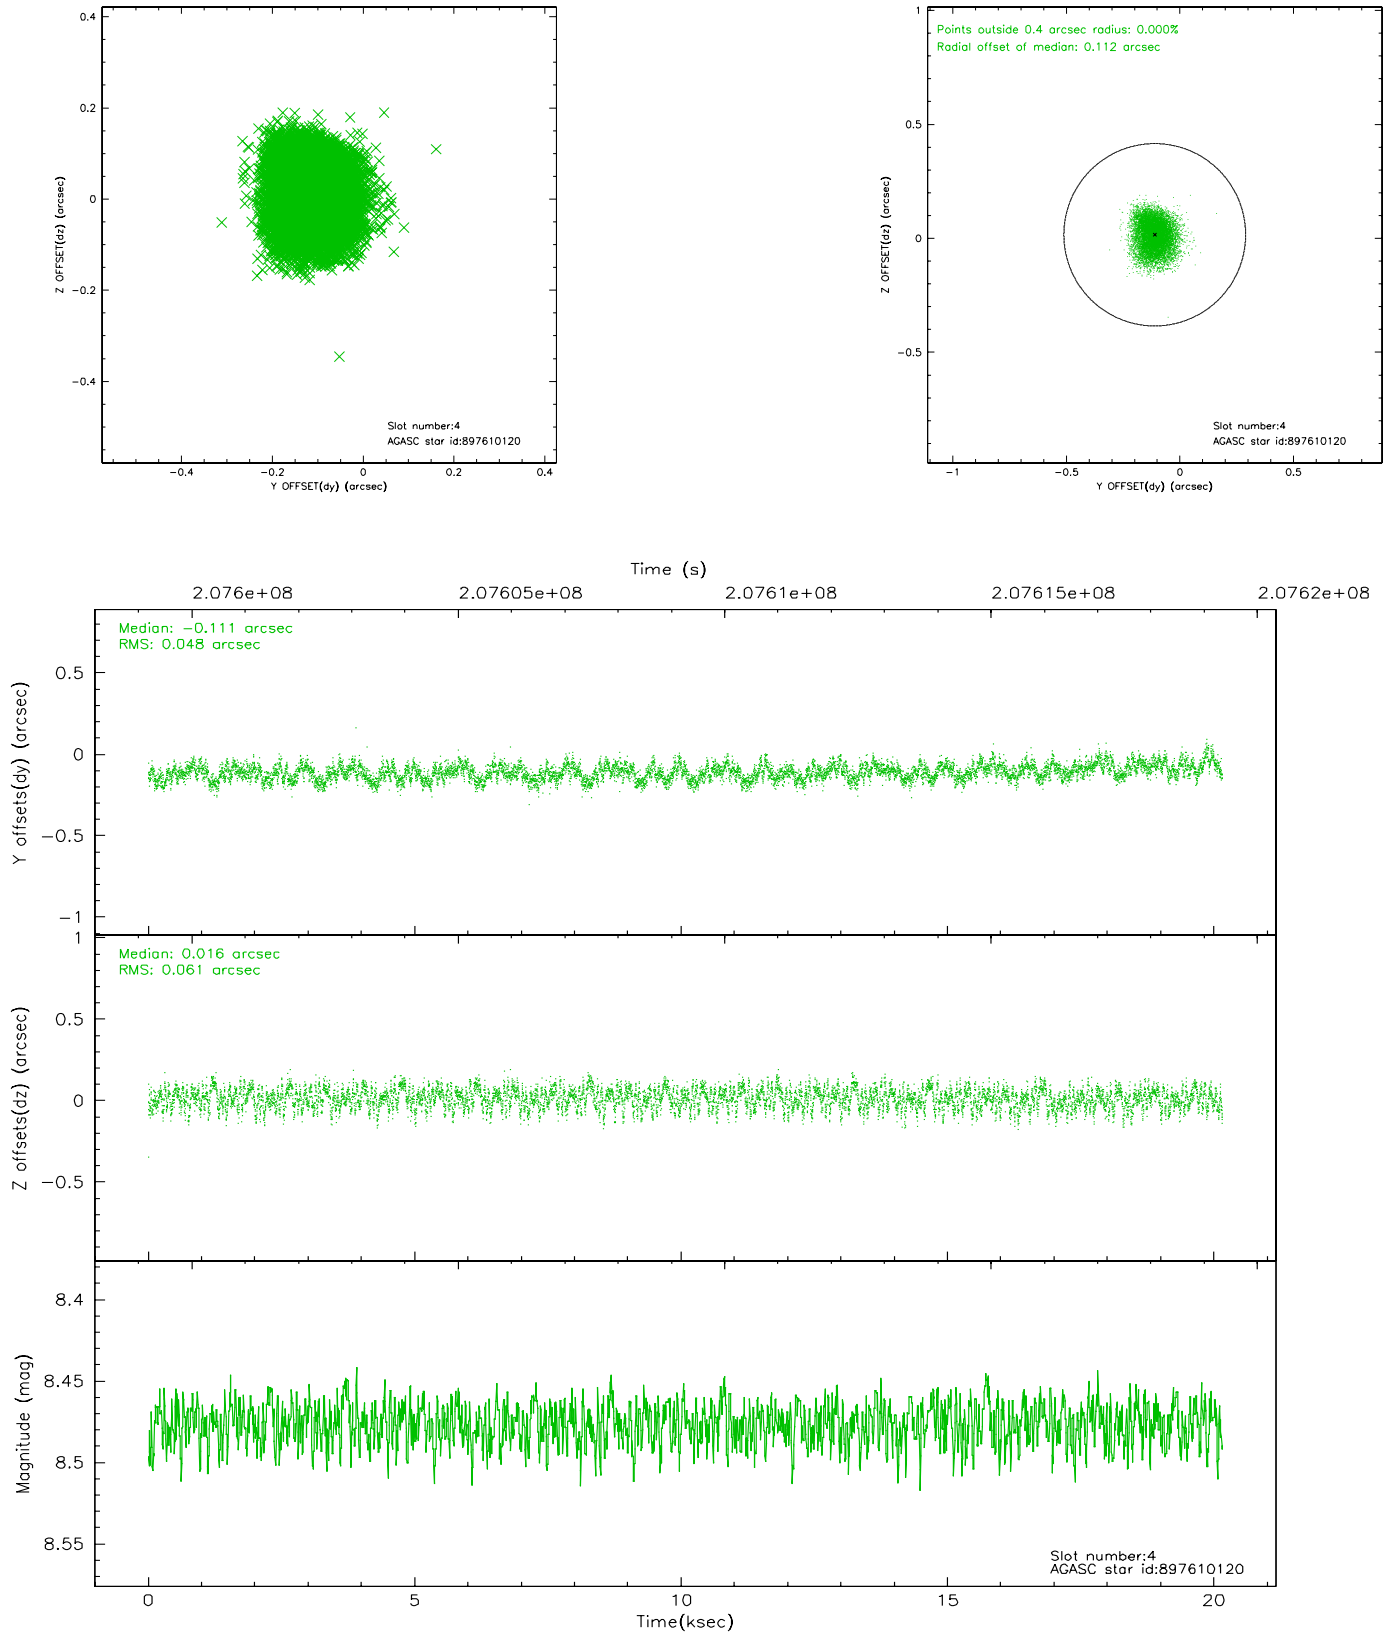 0.4
0.2
0
−0.2
−0.4
Z OFFSET(dz) (arcsec)
Slot number:4
AGASC star id:897610120
−0.4 −0.2 0 0.2 0.4
Y OFFSET(dy) (arcsec)
Points outside 0.4 arcsec radius: 0.000%
Radial offset of median: 0.112 arcsec
1
0.5
0
−0.5
Z OFFSET(dz) (arcsec)
Slot number:4
AGASC star id:897610120
−1 −0.5 0 0.5
Y OFFSET(dy) (arcsec)
Time (s)
2.076e+08 2.07605e+08 2.0761e+08 2.07615e+08 2.0762e+08
Median: −0.111 arcsec
RMS: 0.048 arcsec
0.5
0
−0.5
−1
Y offsets(dy) (arcsec)
Median: 0.016 arcsec
RMS: 0.061 arcsec
1
0.5
0
−0.5
Z offsets(dz) (arcsec)
8.4
8.45
8.5
8.55
Magnitude (mag)
Slot number:4
AGASC star id:897610120
0 5 10 15 20
Time(ksec)